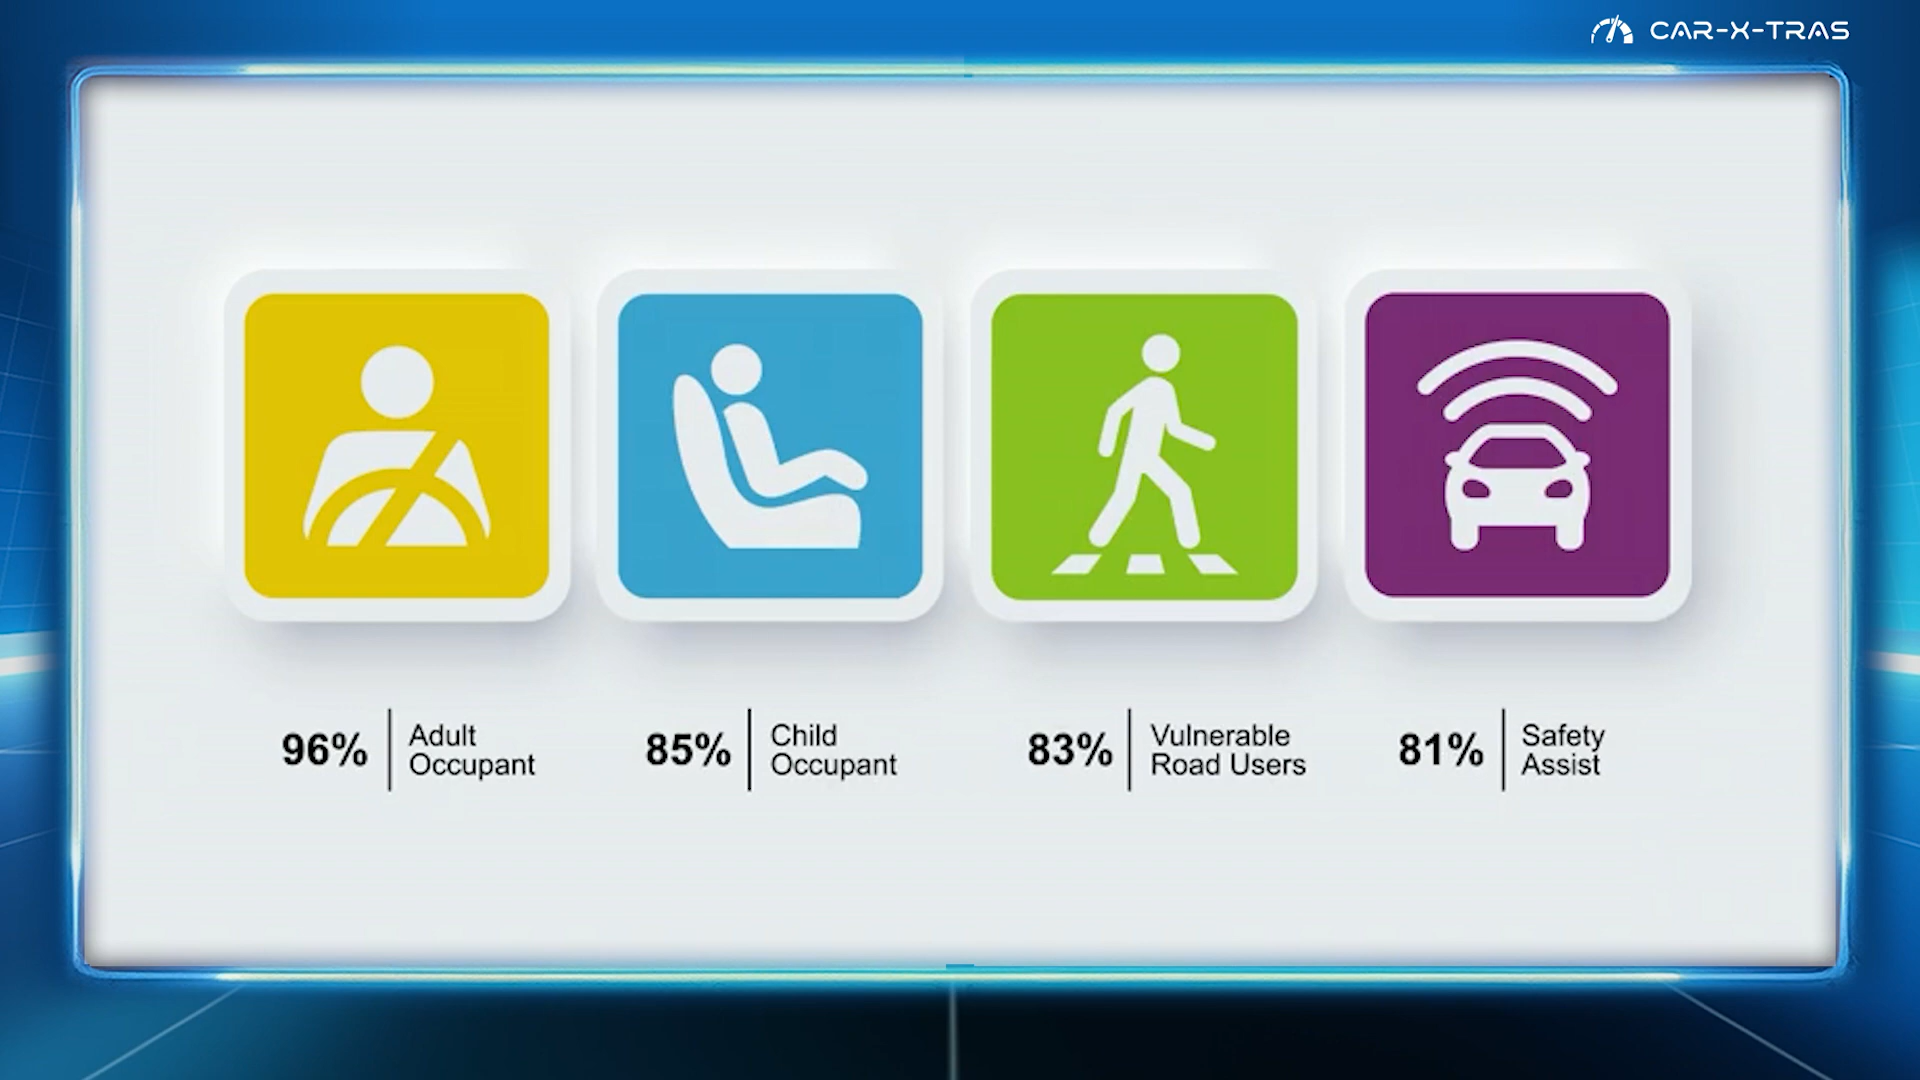 CAR-X-TRAS
96%
Adult
Occupant
85%
Child
Occupant
83%
Vulnerable
Road Users
81%
Safety
Assist